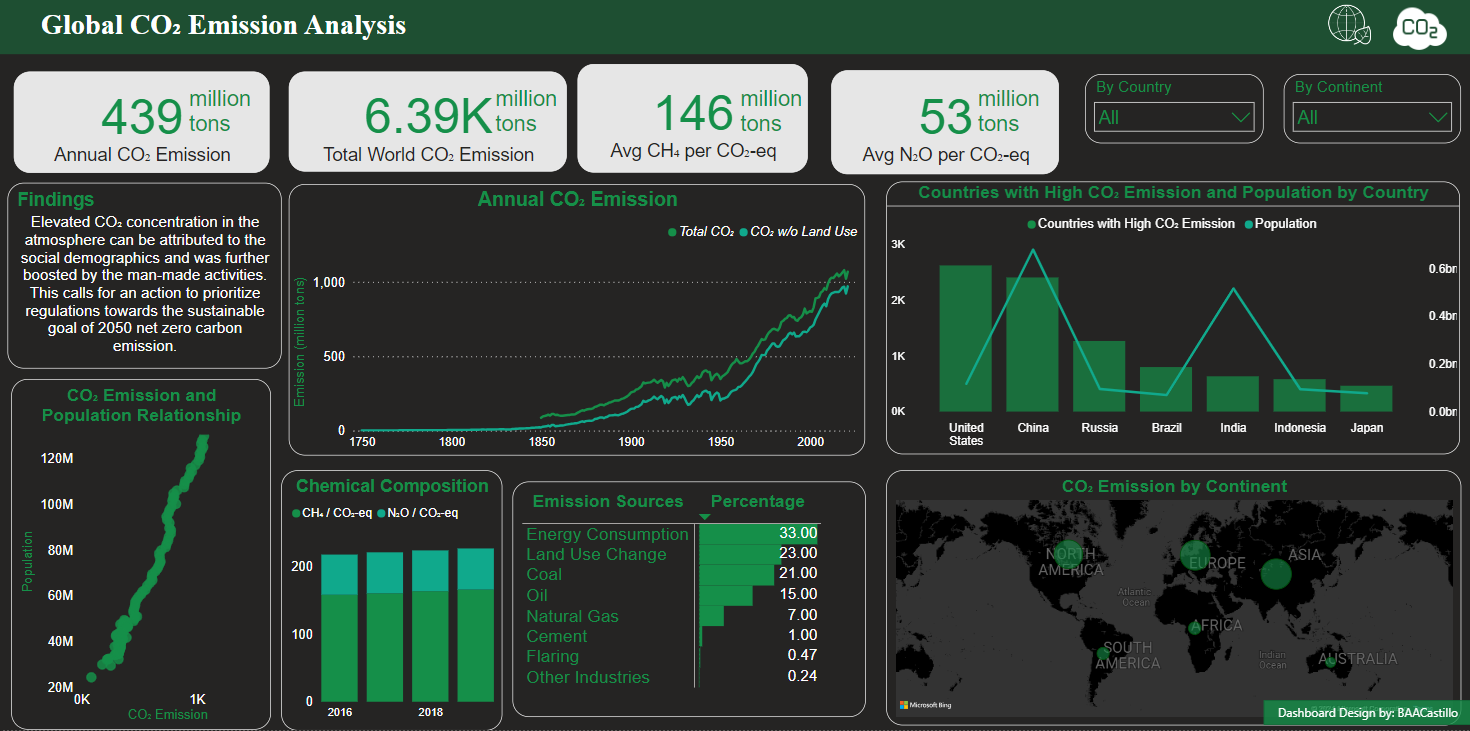 Global CO₂ Emission Analysis
CO₂
439 million tons
Annual CO₂ Emission
6.39K million tons
Total World CO₂ Emission
146 million tons
Avg CH₄ per CO₂-eq
53 million tons
Avg N₂O per CO₂-eq
By Country
All
By Continent
All
Findings
Elevated CO₂ concentration in the
atmosphere can be attributed to the
social demographics and was further
boosted by the man-made activities.
This calls for an action to prioritize
regulations towards the sustainable
goal of 2050 net zero carbon
emission.
Annual CO₂ Emission
Total CO₂ CO₂ w/o Land Use
Emission (million tons)
1,000
500
0
1750 1800 1850 1900 1950 2000
Countries with High CO₂ Emission and Population by Country
Countries with High CO₂ Emission Population
3K
2K
1K
0K
0.6bn
0.4bn
0.2bn
0.0bn
United States China Russia Brazil India Indonesia Japan
CO₂ Emission and
Population Relationship
Population
120M
100M
80M
60M
40M
20M
0K 1K
CO₂ Emission
Chemical Composition
CH₄ / CO₂-eq N₂O / CO₂-eq
200
100
0
2016 2018
Emission Sources Percentage
Energy Consumption 33.00
Land Use Change 23.00
Coal 21.00
Oil 15.00
Natural Gas 7.00
Cement 1.00
Flaring 0.47
Other Industries 0.24
CO₂ Emission by Continent
NORTH
AMERICA
EUROPE
ASIA
Atlantic
Ocean
AFRICA
SOUTH
AMERICA
Indian
Ocean
AUSTRALIA
Microsoft Bing
Dashboard Design by: BAACastillo